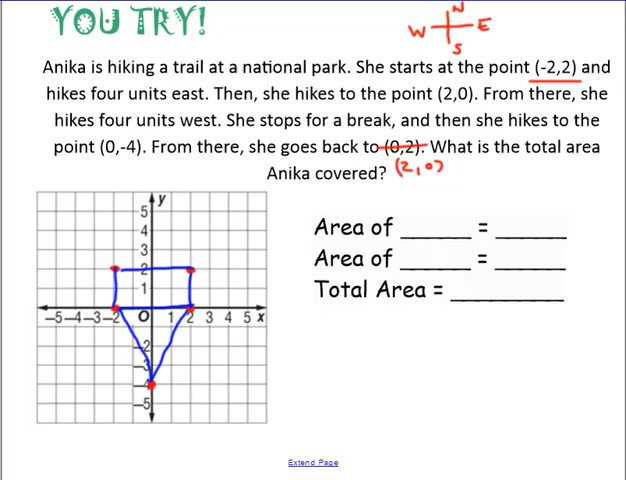 YOU TRY!
N
W E
S
Anika is hiking a trail at a national park. She starts at the point (-2,2) and
hikes four units east. Then, she hikes to the point (2,0). From there, she
hikes four units west. She stops for a break, and then she hikes to the
point (0,-4). From there, she goes back to (0,2). What is the total area
Anika covered? (2,0)
y
5
4
3
2
1
-5 -4 -3 -2 O 1 2 3 4 5 x
-2
-3
-4
-5
Area of ______ = ______
Area of ______ = ______
Total Area = _________
Extend Page